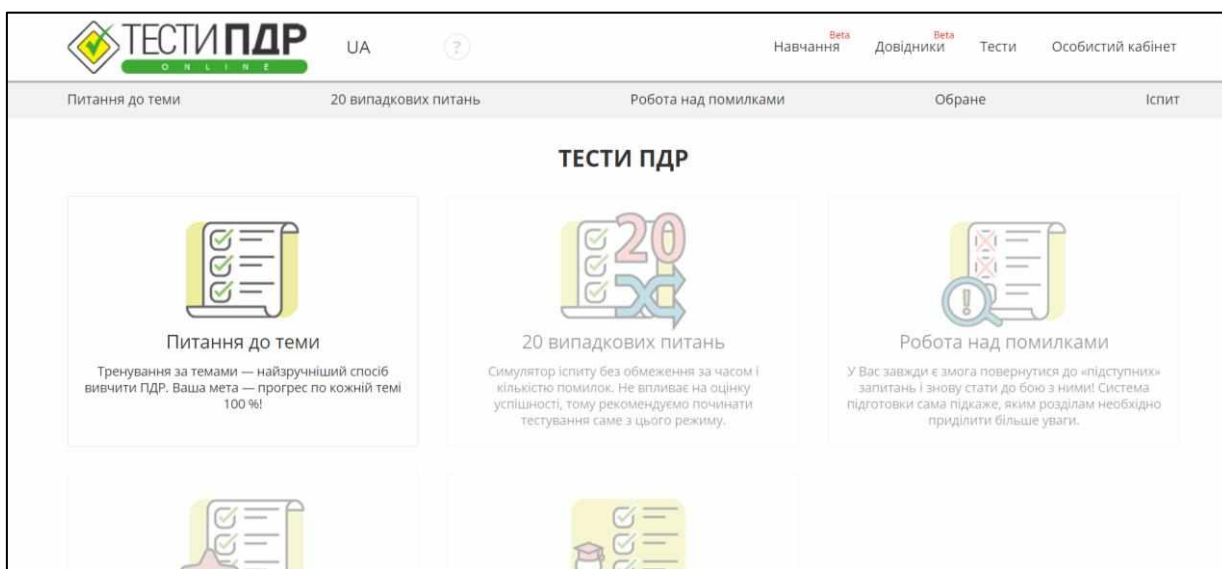 ТЕСТИ ПДР
ONLINE
UA
?
Навчання Beta
Довідники Beta
Тести
Особистий кабінет
Питання до теми
20 випадкових питань
Робота над помилками
Обране
Іспит
ТЕСТИ ПДР
Питання до теми
Тренування за темами — найзручніший спосіб
вивчити ПДР. Ваша мета — прогрес по кожній темі
100 %!
20
20 випадкових питань
Симулятор іспиту без обмеження за часом і
кількістю помилок. Не впливає на оцінку
успішності, тому рекомендуємо починати
тестування саме з цього режиму.
Робота над помилками
У Вас завжди є змога повернутися до «підступних»
запитань і знову стати до бою з ними! Система
підготовки сама підкаже, яким розділам необхідно
приділити більше уваги.